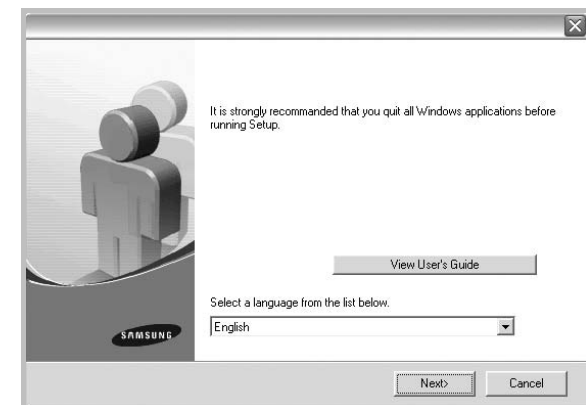 It is strongly recommanded that you quit all Windows applications before
running Setup.
View User's Guide
Select a language from the list below.
English
SAMSUNG
Next>
Cancel